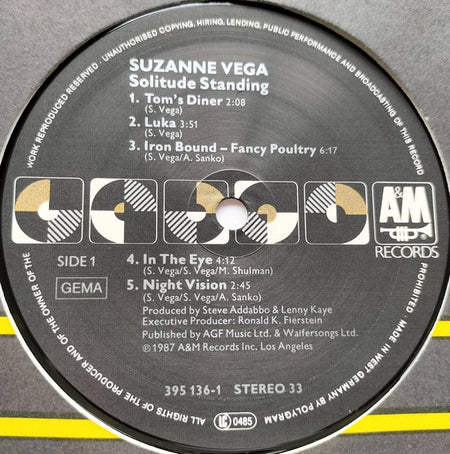 WORK REPRODUCED RESERVED · UNAUTHORISED COPYING, HIRING, LENDING, PUBLIC PERFORMANCE AND BROADCASTING OF THIS RECORD
PROHIBITED · MADE IN WEST GERMANY BY POLYGRAM
ALL RIGHTS OF THE PRODUCER AND OF THE OWNER OF THE
SUZANNE VEGA
Solitude Standing
1. Tom's Diner 2:08
(S. Vega)
2. Luka 3:51
(S. Vega)
3. Iron Bound – Fancy Poultry 6:17
(S. Vega/A. Sanko)
A&M
RECORDS
SIDE 1
GEMA
4. In The Eye 4:12
(S. Vega/S. Vega/M. Shulman)
5. Night Vision 2:45
(S. Vega/S. Vega/A. Sanko)
Produced by Steve Addabbo & Lenny Kaye
Executive Producer: Ronald K. Fierstein
Published by AGF Music Ltd. & Waifersongs Ltd.
℗ 1987 A&M Records Inc. Los Angeles
395 136-1 STEREO 33
LC 0485